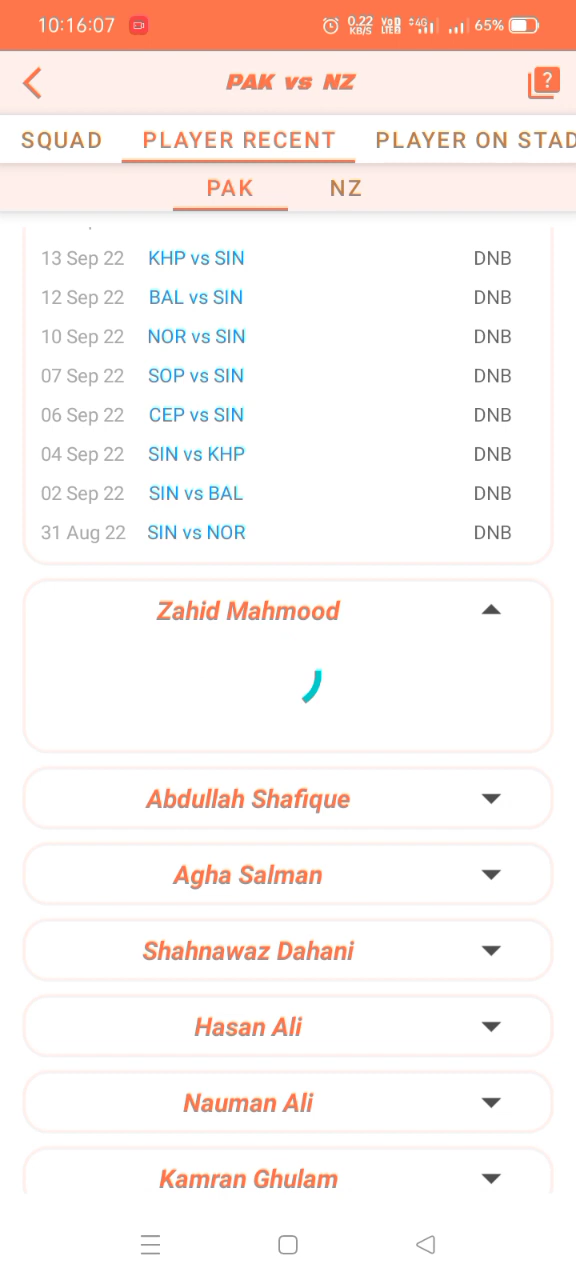 10:16:07 0.22 KB/S Vo) LTE 4G 65%
PAK vs NZ
?
SQUAD PLAYER RECENT PLAYER ON STAD
PAK NZ
13 Sep 22 KHP vs SIN DNB
12 Sep 22 BAL vs SIN DNB
10 Sep 22 NOR vs SIN DNB
07 Sep 22 SOP vs SIN DNB
06 Sep 22 CEP vs SIN DNB
04 Sep 22 SIN vs KHP DNB
02 Sep 22 SIN vs BAL DNB
31 Aug 22 SIN vs NOR DNB
Zahid Mahmood
Abdullah Shafique
Agha Salman
Shahnawaz Dahani
Hasan Ali
Nauman Ali
Kamran Ghulam